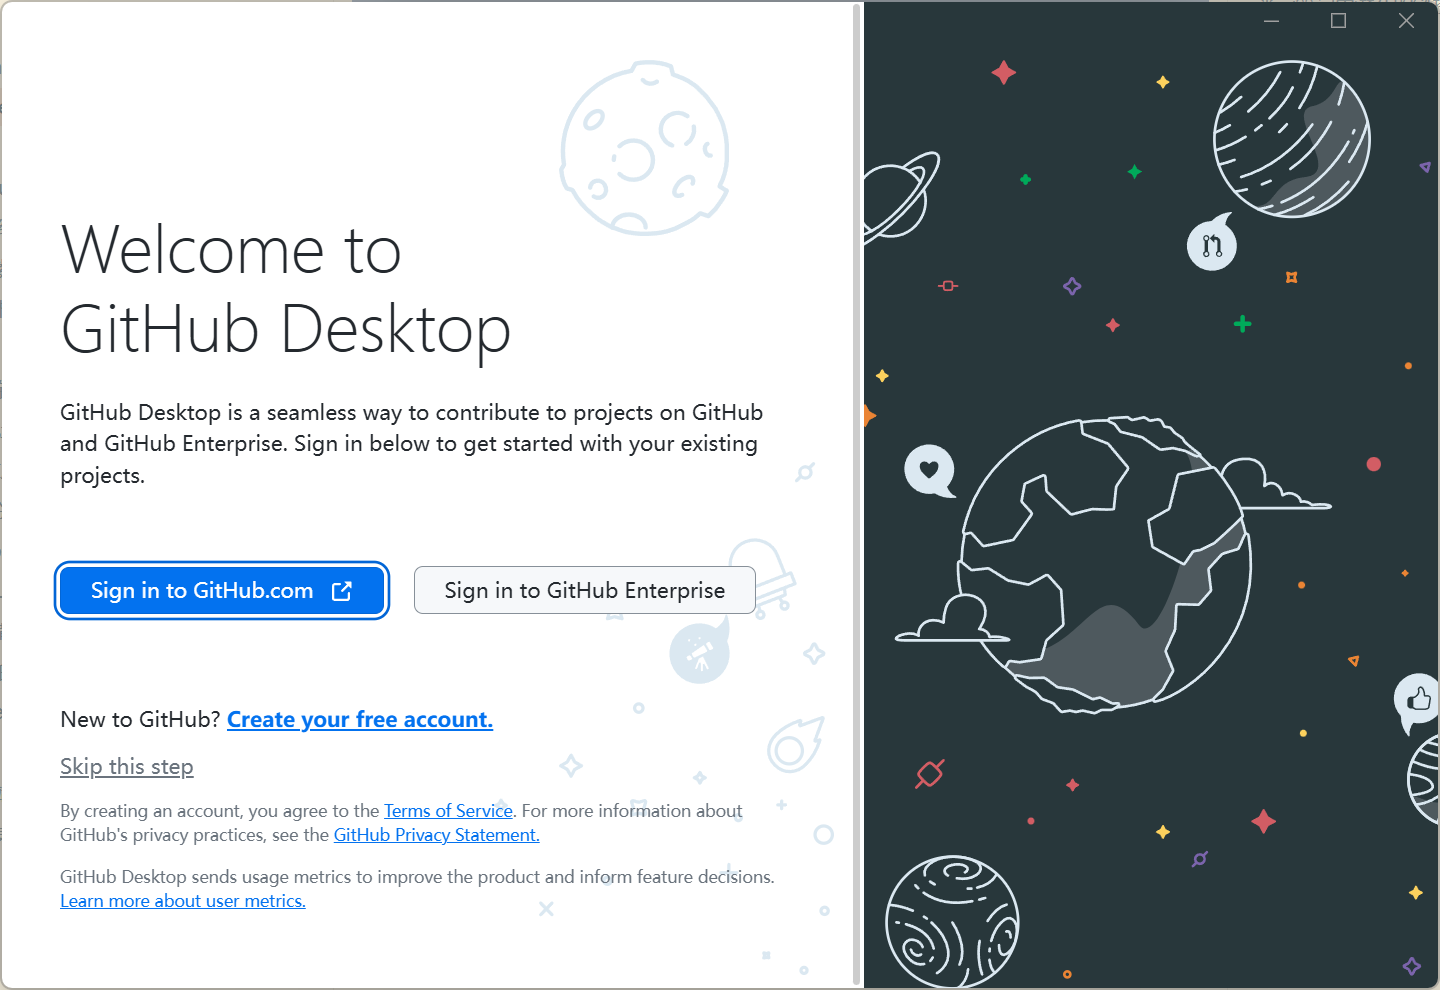 Welcome to
GitHub Desktop
GitHub Desktop is a seamless way to contribute to projects on GitHub
and GitHub Enterprise. Sign in below to get started with your existing
projects.
Sign in to GitHub.com
Sign in to GitHub Enterprise
New to GitHub? Create your free account.
Skip this step
By creating an account, you agree to the Terms of Service. For more information about
GitHub's privacy practices, see the GitHub Privacy Statement.
GitHub Desktop sends usage metrics to improve the product and inform feature decisions.
Learn more about user metrics.